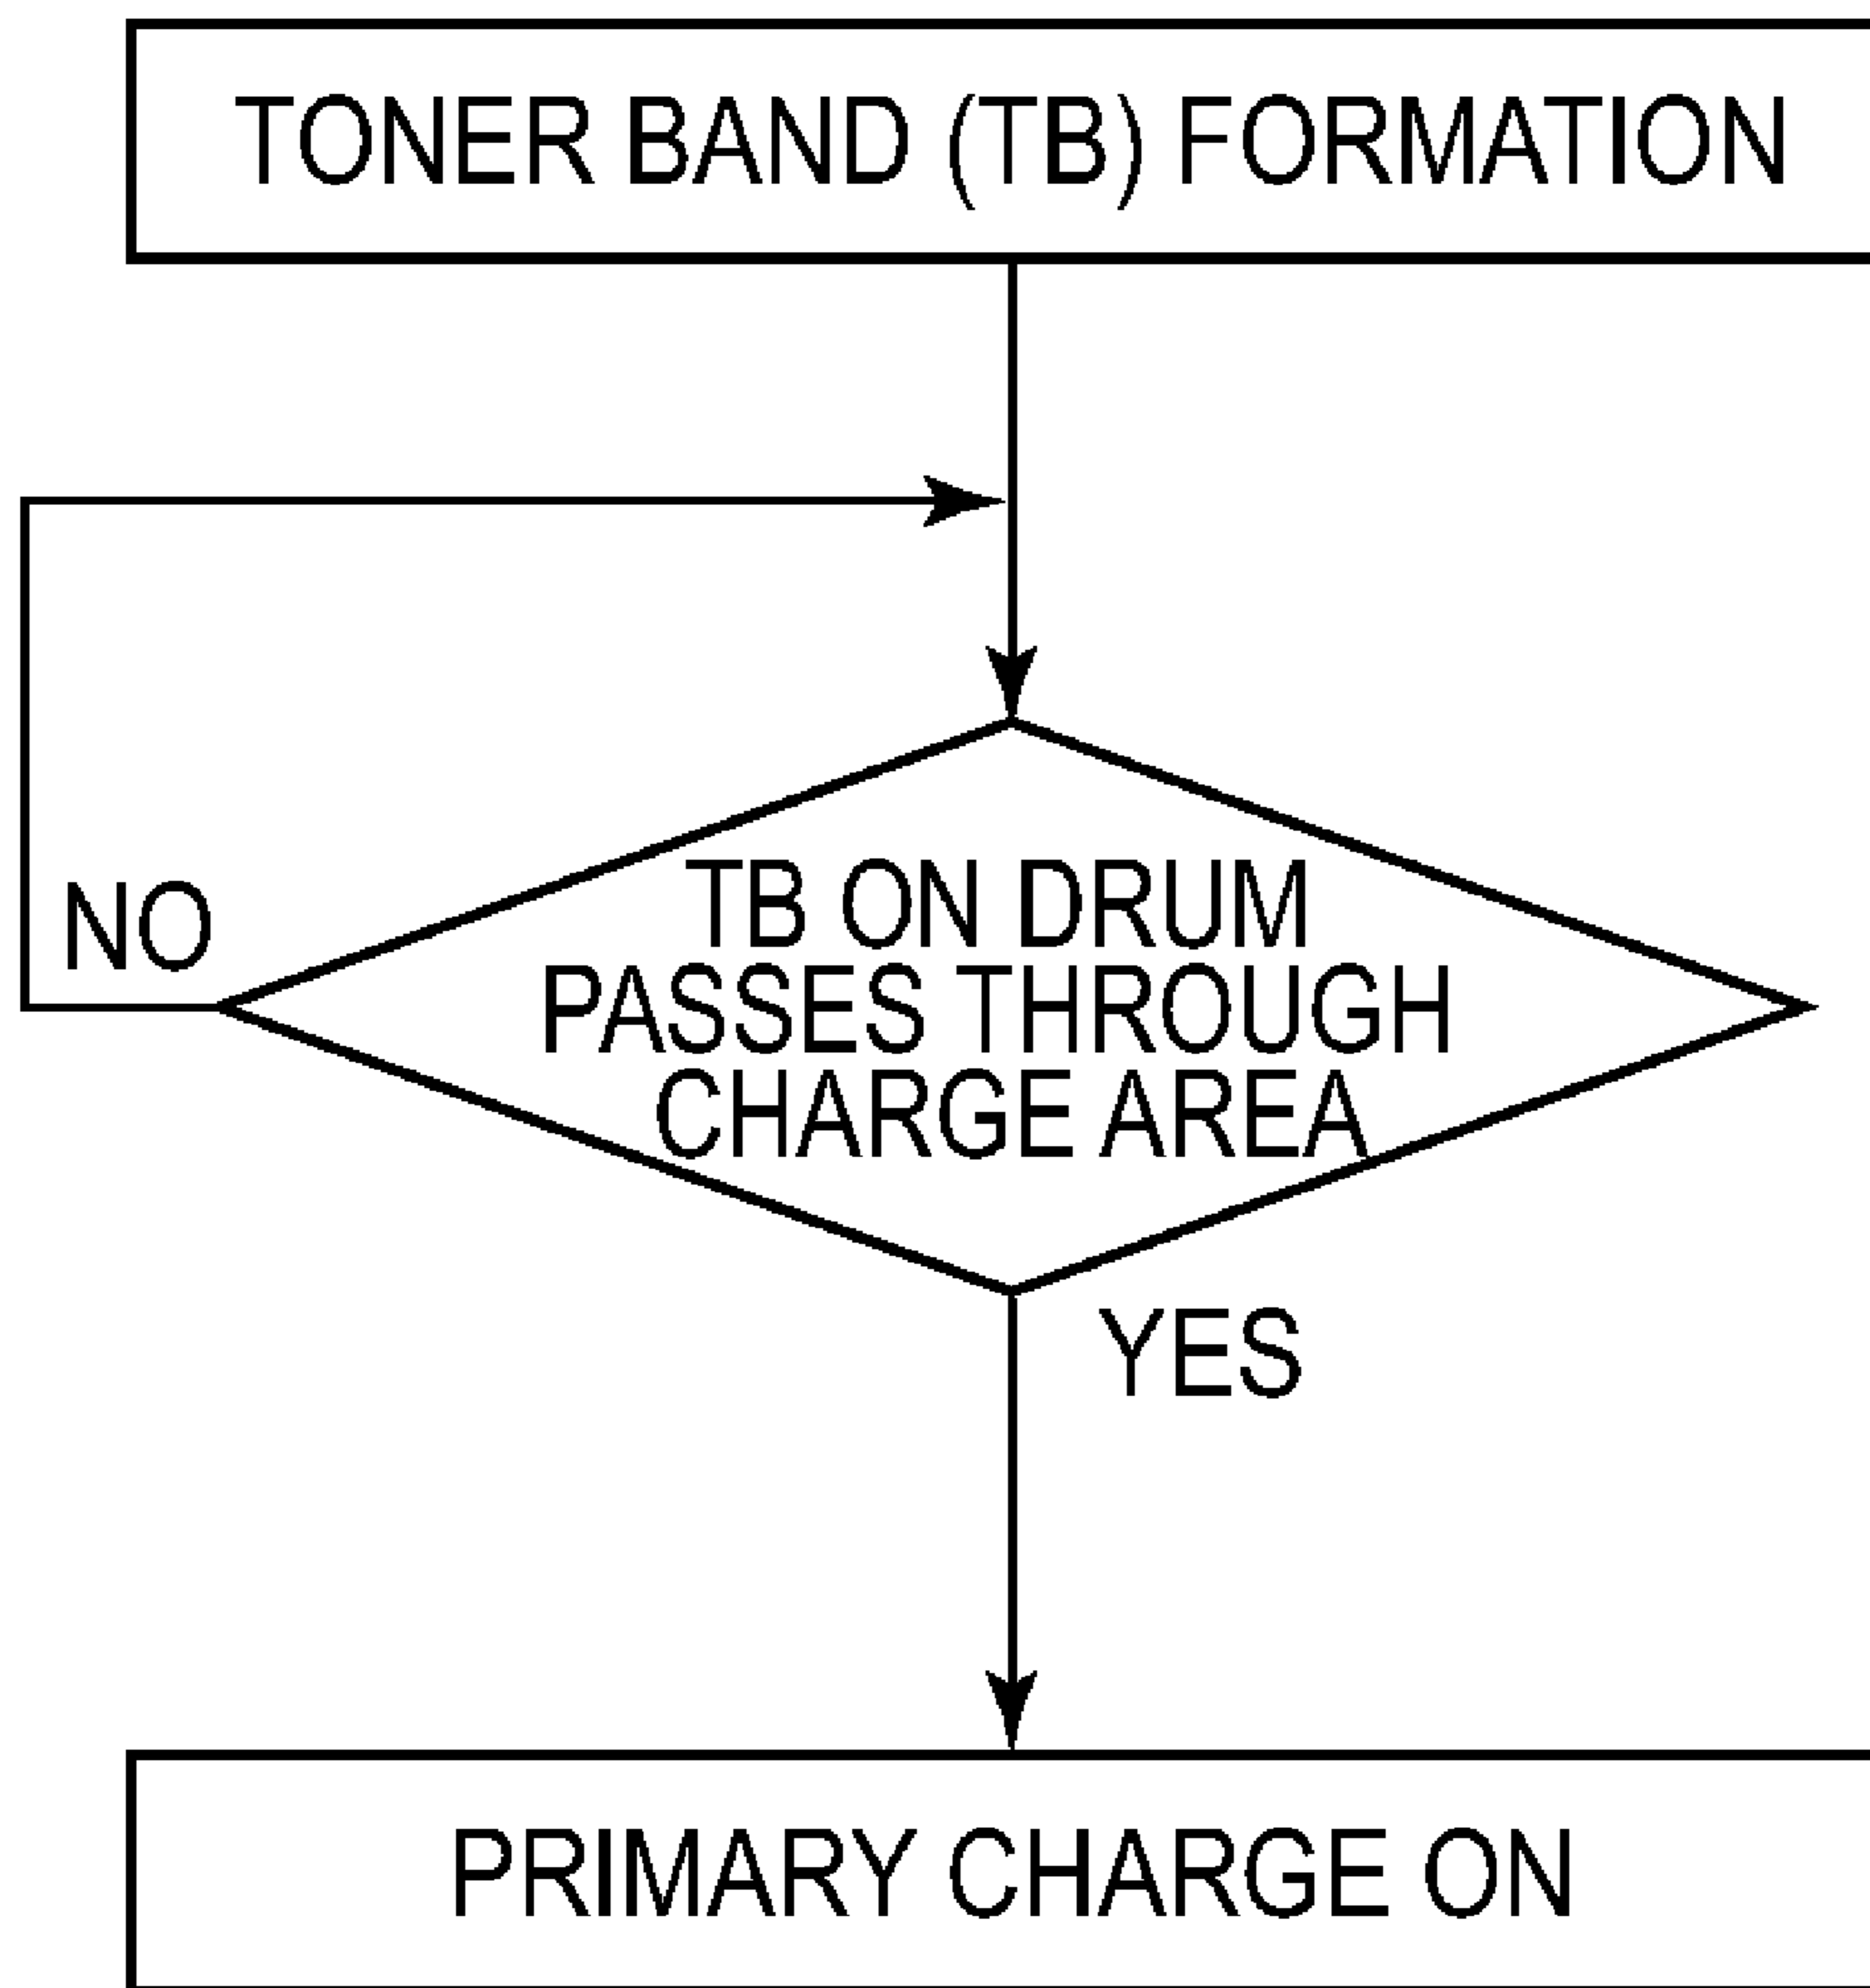 TONER BAND (TB) FORMATION
NO
TB ON DRUM
PASSES THROUGH
CHARGE AREA
YES
PRIMARY CHARGE ON